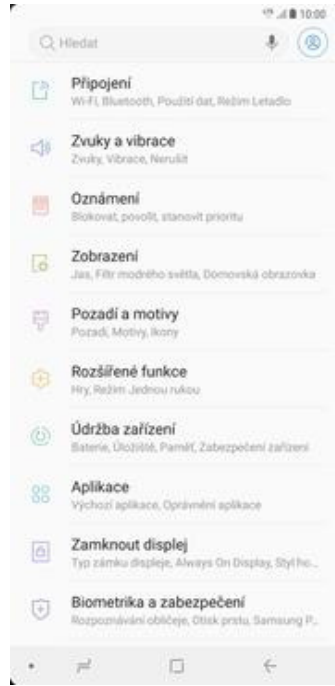 10:00
Hledat
Připojení
Wi-Fi, Bluetooth, Použití dat, Režim Letadlo
Zvuky a vibrace
Zvuky, Vibrace, Nerušit
Oznámení
Blokovat, povolit, stanovit prioritu
Zobrazení
Jas, Filtr modrého světla, Domovská obrazovka
Pozadí a motivy
Pozadí, Motivy, Ikony
Rozšířené funkce
Hry, Režim Jednou rukou
Údržba zařízení
Baterie, Úložiště, Paměť, Zabezpečení zařízení
Aplikace
Výchozí aplikace, Oprávnění aplikace
Zamknout displej
Typ zámku displeje, Always On Display, Styl ho...
Biometrika a zabezpečení
Rozpoznávání obličeje, Otisk prstu, Samsung P...